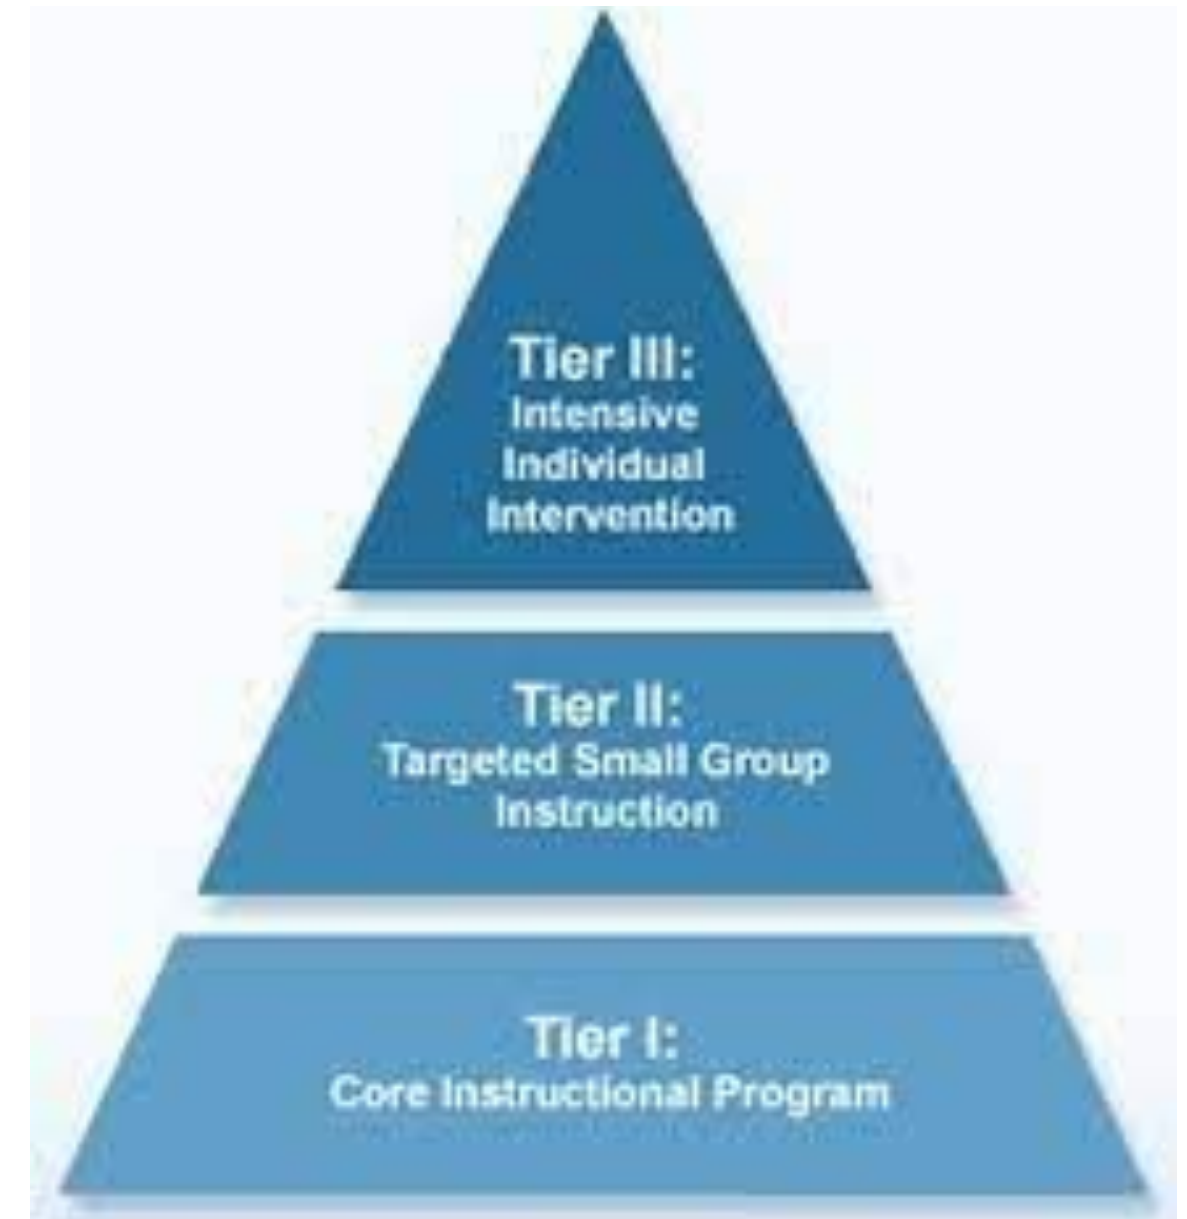 Tier III:
Intensive
Individual
Intervention
Tier II:
Targeted Small Group
Instruction
Tier I:
Core Instructional Program